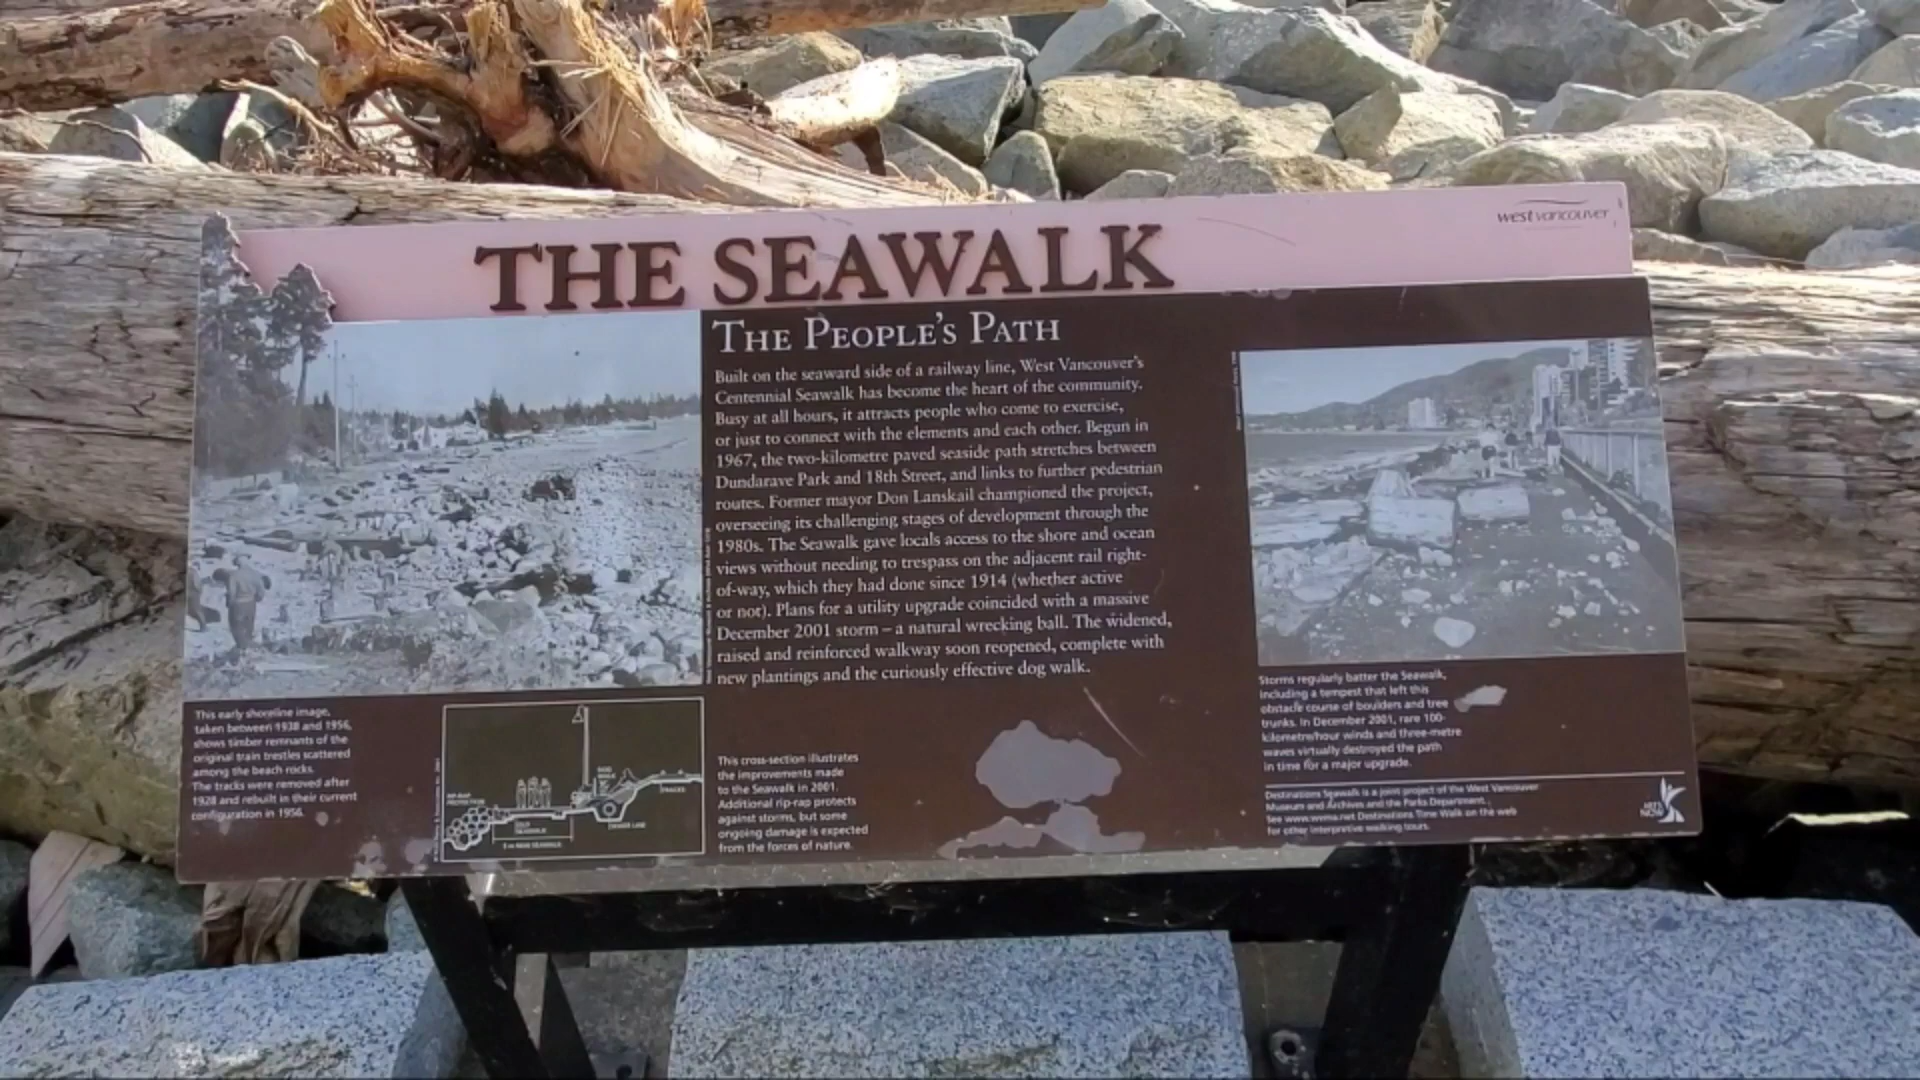 THE SEAWALK
west vancouver
THE PEOPLE'S PATH
Built on the seaward side of a railway line, West Vancouver's
Centennial Seawalk has become the heart of the community.
Busy at all hours, it attracts people who come to exercise,
or just to connect with the elements and each other. Begun in
1967, the two-kilometre paved seaside path stretches between
Dundarave Park and 18th Street, and links to further pedestrian
routes. Former mayor Don Lanskail championed the project,
overseeing its challenging stages of development through the
1980s. The Seawalk gave locals access to the shore and ocean
views without needing to trespass on the adjacent rail right-
of-way, which they had done since 1914 (whether active
or not). Plans for a utility upgrade coincided with a massive
December 2001 storm – a natural wrecking ball. The widened,
raised and reinforced walkway soon reopened, complete with
new plantings and the curiously effective dog walk.
This early shoreline image,
taken between 1938 and 1956,
shows timber remnants of the
original train trestles scattered
among the beach rocks.
The tracks were removed after
1928 and rebuilt in their current
configuration in 1956.
RIP-RAP
PROTECTION
DOG
WALK
TRACKS
SEAWALK
This cross-section illustrates
the improvements made
to the Seawalk in 2001.
Additional rip-rap protects
against storms, but some
ongoing damage is expected
from the forces of nature.
Storms regularly batter the Seawalk,
including a tempest that left this
obstacle course of boulders and tree
trunks. In December 2001, rare 100-
kilometre/hour winds and three-metre
waves virtually destroyed the path
in time for a major upgrade.
Destinations Seawalk is a joint project of the West Vancouver
Museum and Archives and the Parks Department.
See www.wvma.net Destinations Time Walk on the web
for other interpretive walking tours.